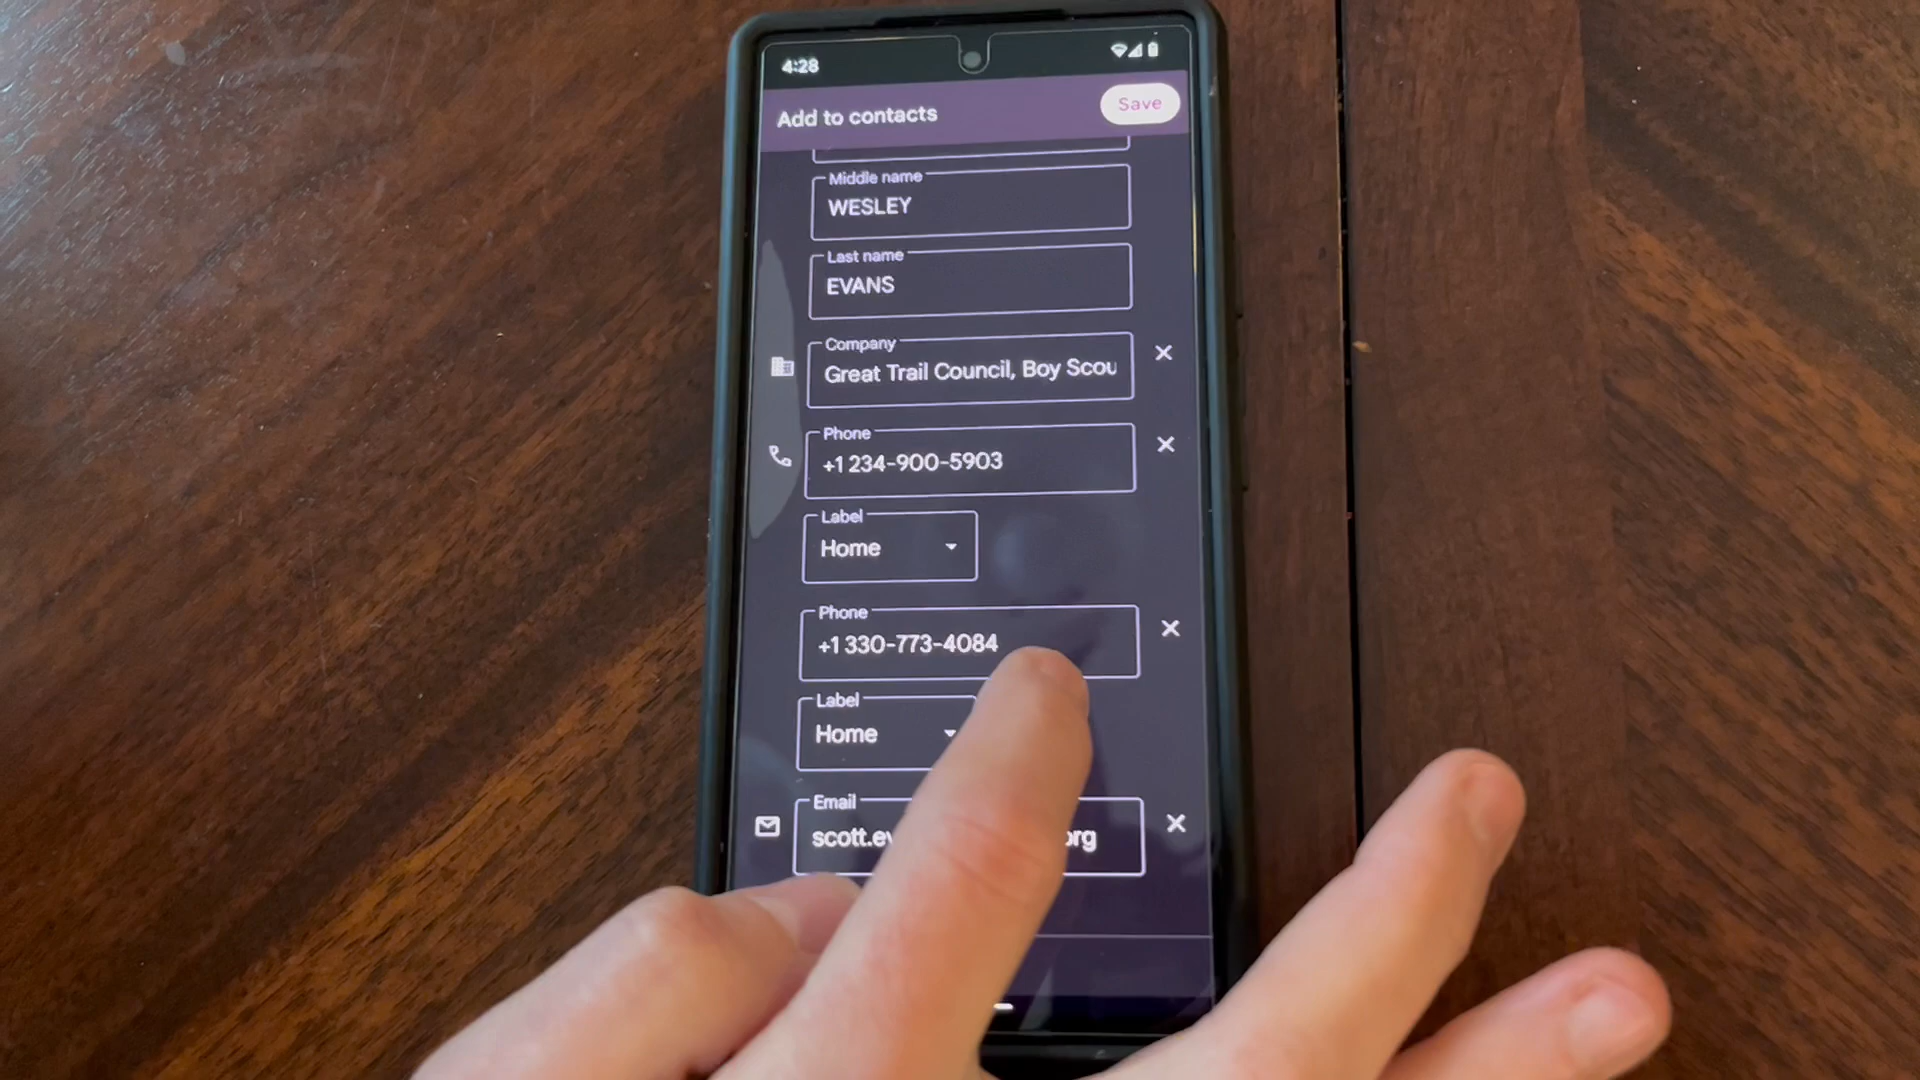 4:28
Add to contacts
Save
Middle name
WESLEY
Last name
EVANS
Company
Great Trail Council, Boy Scou
Phone
+1 234-900-5903
Label
Home
Phone
+1 330-773-4084
Label
Home
Email
scott.ev org